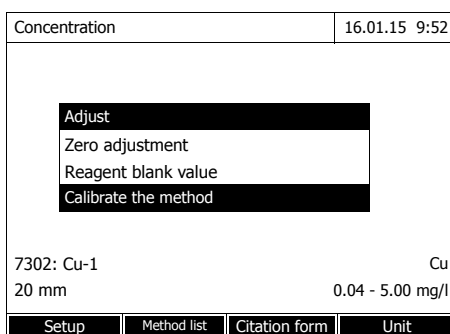 Concentration 16.01.15 9:52
Adjust
Zero adjustment
Reagent blank value
Calibrate the method
7302: Cu-1 Cu
20 mm 0.04 - 5.00 mg/l
Setup Method list Citation form Unit